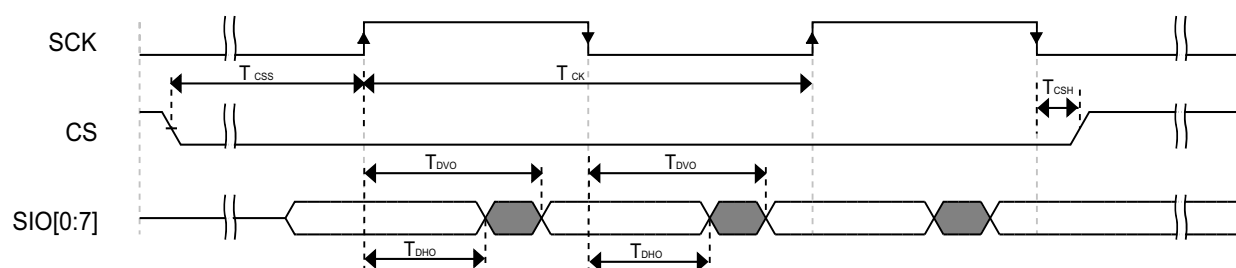 SCK
T CSS
T CK
T CSH
CS
T DVO
T DVO
SIO[0:7]
T DHO
T DHO